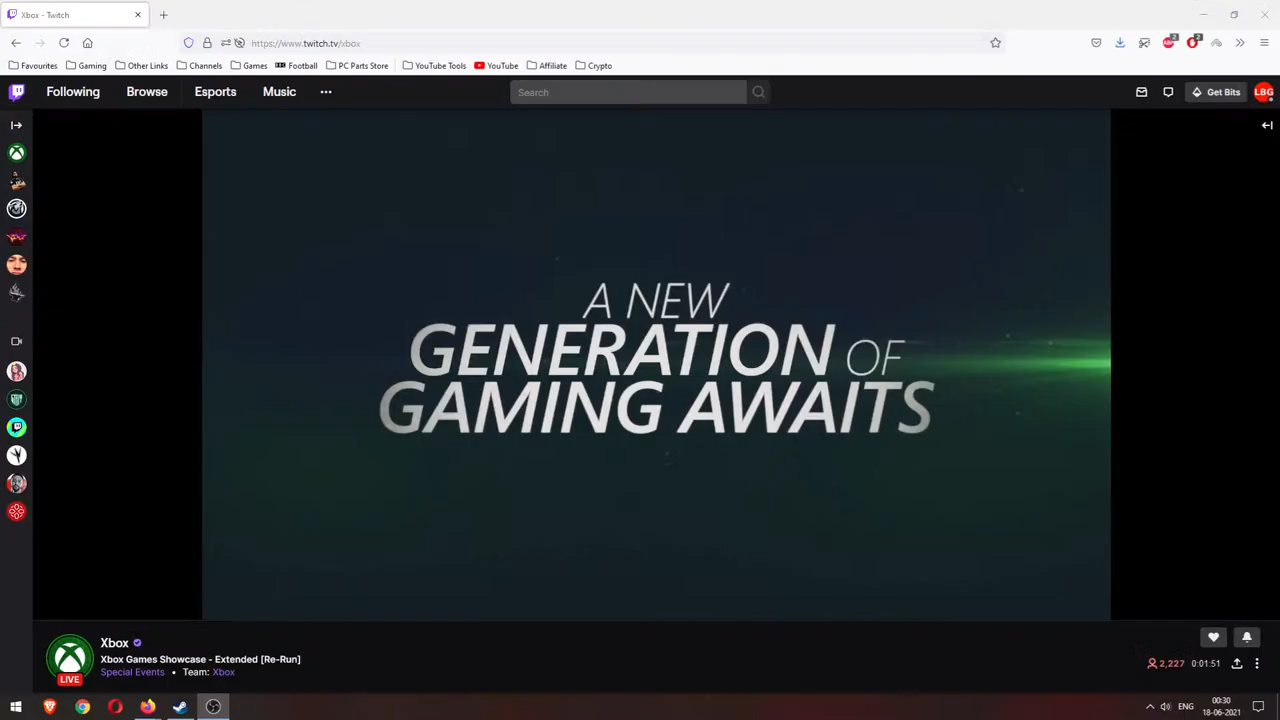 Xbox - Twitch
https://www.twitch.tv/xbox
2
2
Favourites Gaming Other Links Channels Games Football PC Parts Store YouTube Tools YouTube Affiliate Crypto
Following Browse Esports Music Search Get Bits LBG
A NEW
GENERATION OF
GAMING AWAITS
Xbox
Xbox Games Showcase - Extended [Re-Run]
Special Events • Team: Xbox
LIVE
2,227 0:01:51
ENG
00:30
18-06-2021